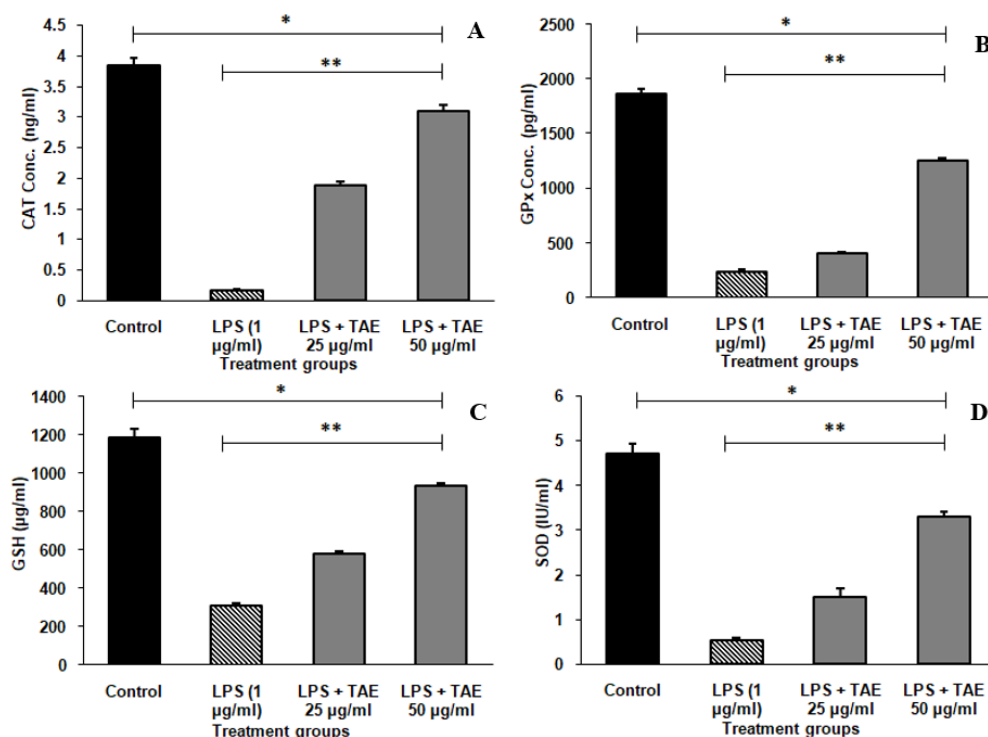 A
*
**
CAT Conc. (ng/ml)
4.5
4
3.5
3
2.5
2
1.5
1
0.5
0
Control
LPS (1 µg/ml)
LPS + TAE 25 µg/ml
LPS + TAE 50 µg/ml
Treatment groups
B
*
**
GPx Conc. (pg/ml)
2500
2000
1500
1000
500
0
Control
LPS (1 µg/ml)
LPS + TAE 25 µg/ml
LPS + TAE 50 µg/ml
Treatment groups
C
*
**
GSH (µg/ml)
1400
1200
1000
800
600
400
200
0
Control
LPS (1 µg/ml)
LPS + TAE 25 µg/ml
LPS + TAE 50 µg/ml
Treatment groups
D
*
**
SOD (IU/ml)
6
5
4
3
2
1
0
Control
LPS (1 µg/ml)
LPS + TAE 25 µg/ml
LPS + TAE 50 µg/ml
Treatment groups